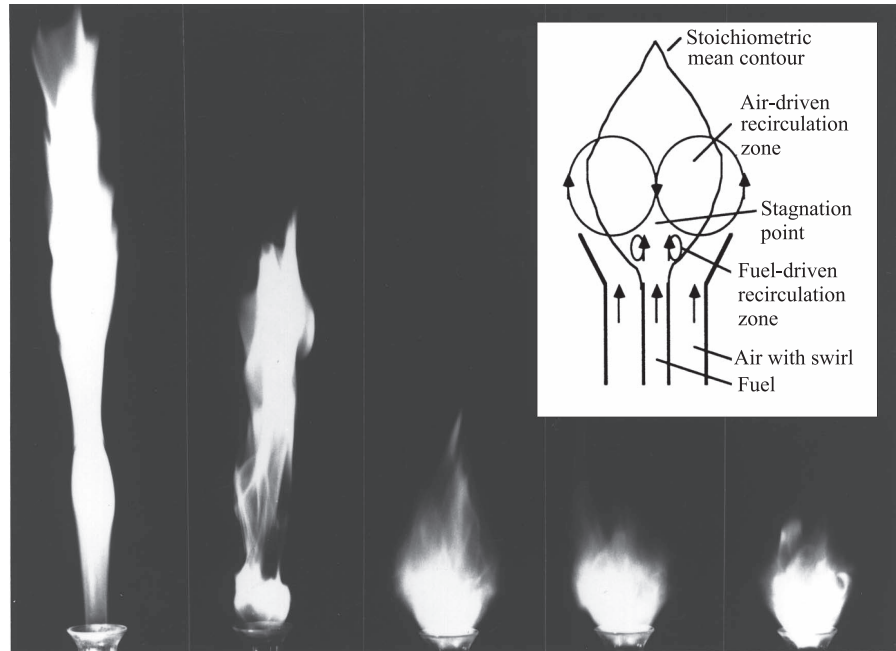 Stoichiometric
mean contour
Air-driven
recirculation
zone
Stagnation
point
Fuel-driven
recirculation
zone
Air with swirl
Fuel